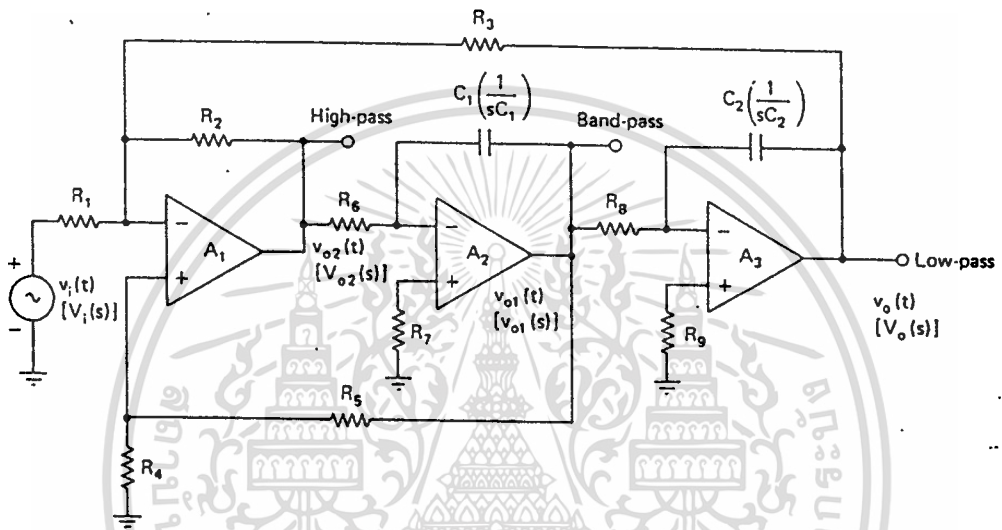 R3
C1 (1/sC1)
C2 (1/sC2)
R2
High-pass
Band-pass
R1
R6
R8
−
A1
+
−
A2
+
−
A3
+
Low-pass
+
−
vi(t)
[Vi(s)]
vo2(t)
[Vo2(s)]
vo1(t)
[vo1(s)]
vo(t)
[Vo(s)]
R7
R9
R5
R4